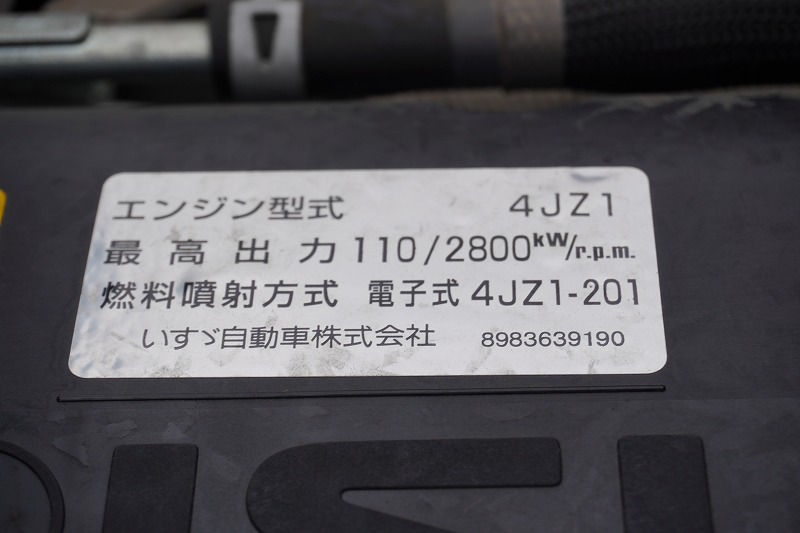 エンジン型式 4JZ1
最高出力 110/2800kW/r.p.m.
燃料噴射方式 電子式 4JZ1-201
いすゞ自動車株式会社 8983639190